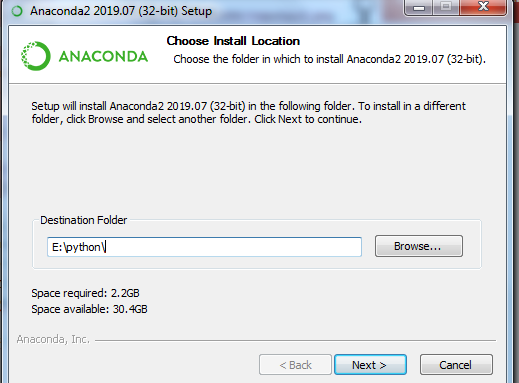 Anaconda2 2019.07 (32-bit) Setup
ANACONDA
Choose Install Location
Choose the folder in which to install Anaconda2 2019.07 (32-bit).
Setup will install Anaconda2 2019.07 (32-bit) in the following folder. To install in a different
folder, click Browse and select another folder. Click Next to continue.
Destination Folder
E:\python\
Browse...
Space required: 2.2GB
Space available: 30.4GB
Anaconda, Inc.
< Back
Next >
Cancel